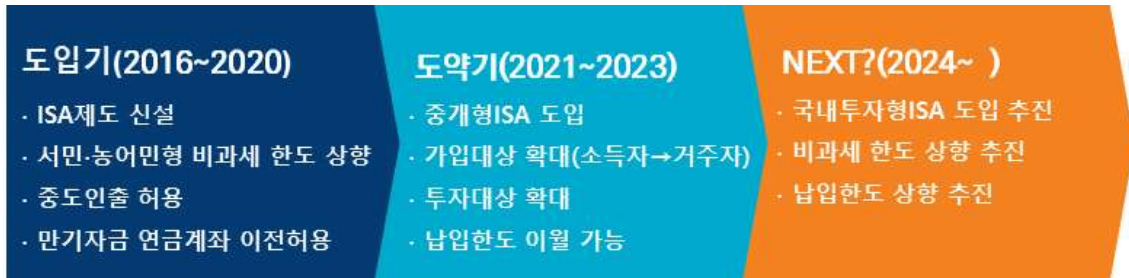 도입기(2016~2020)
· ISA제도 신설
· 서민·농어민형 비과세 한도 상향
· 중도인출 허용
· 만기자금 연금계좌 이전허용
도약기(2021~2023)
· 중개형ISA 도입
· 가입대상 확대(소득자→거주자)
· 투자대상 확대
· 납입한도 이월 가능
NEXT?(2024~ )
· 국내투자형ISA 도입 추진
· 비과세 한도 상향 추진
· 납입한도 상향 추진